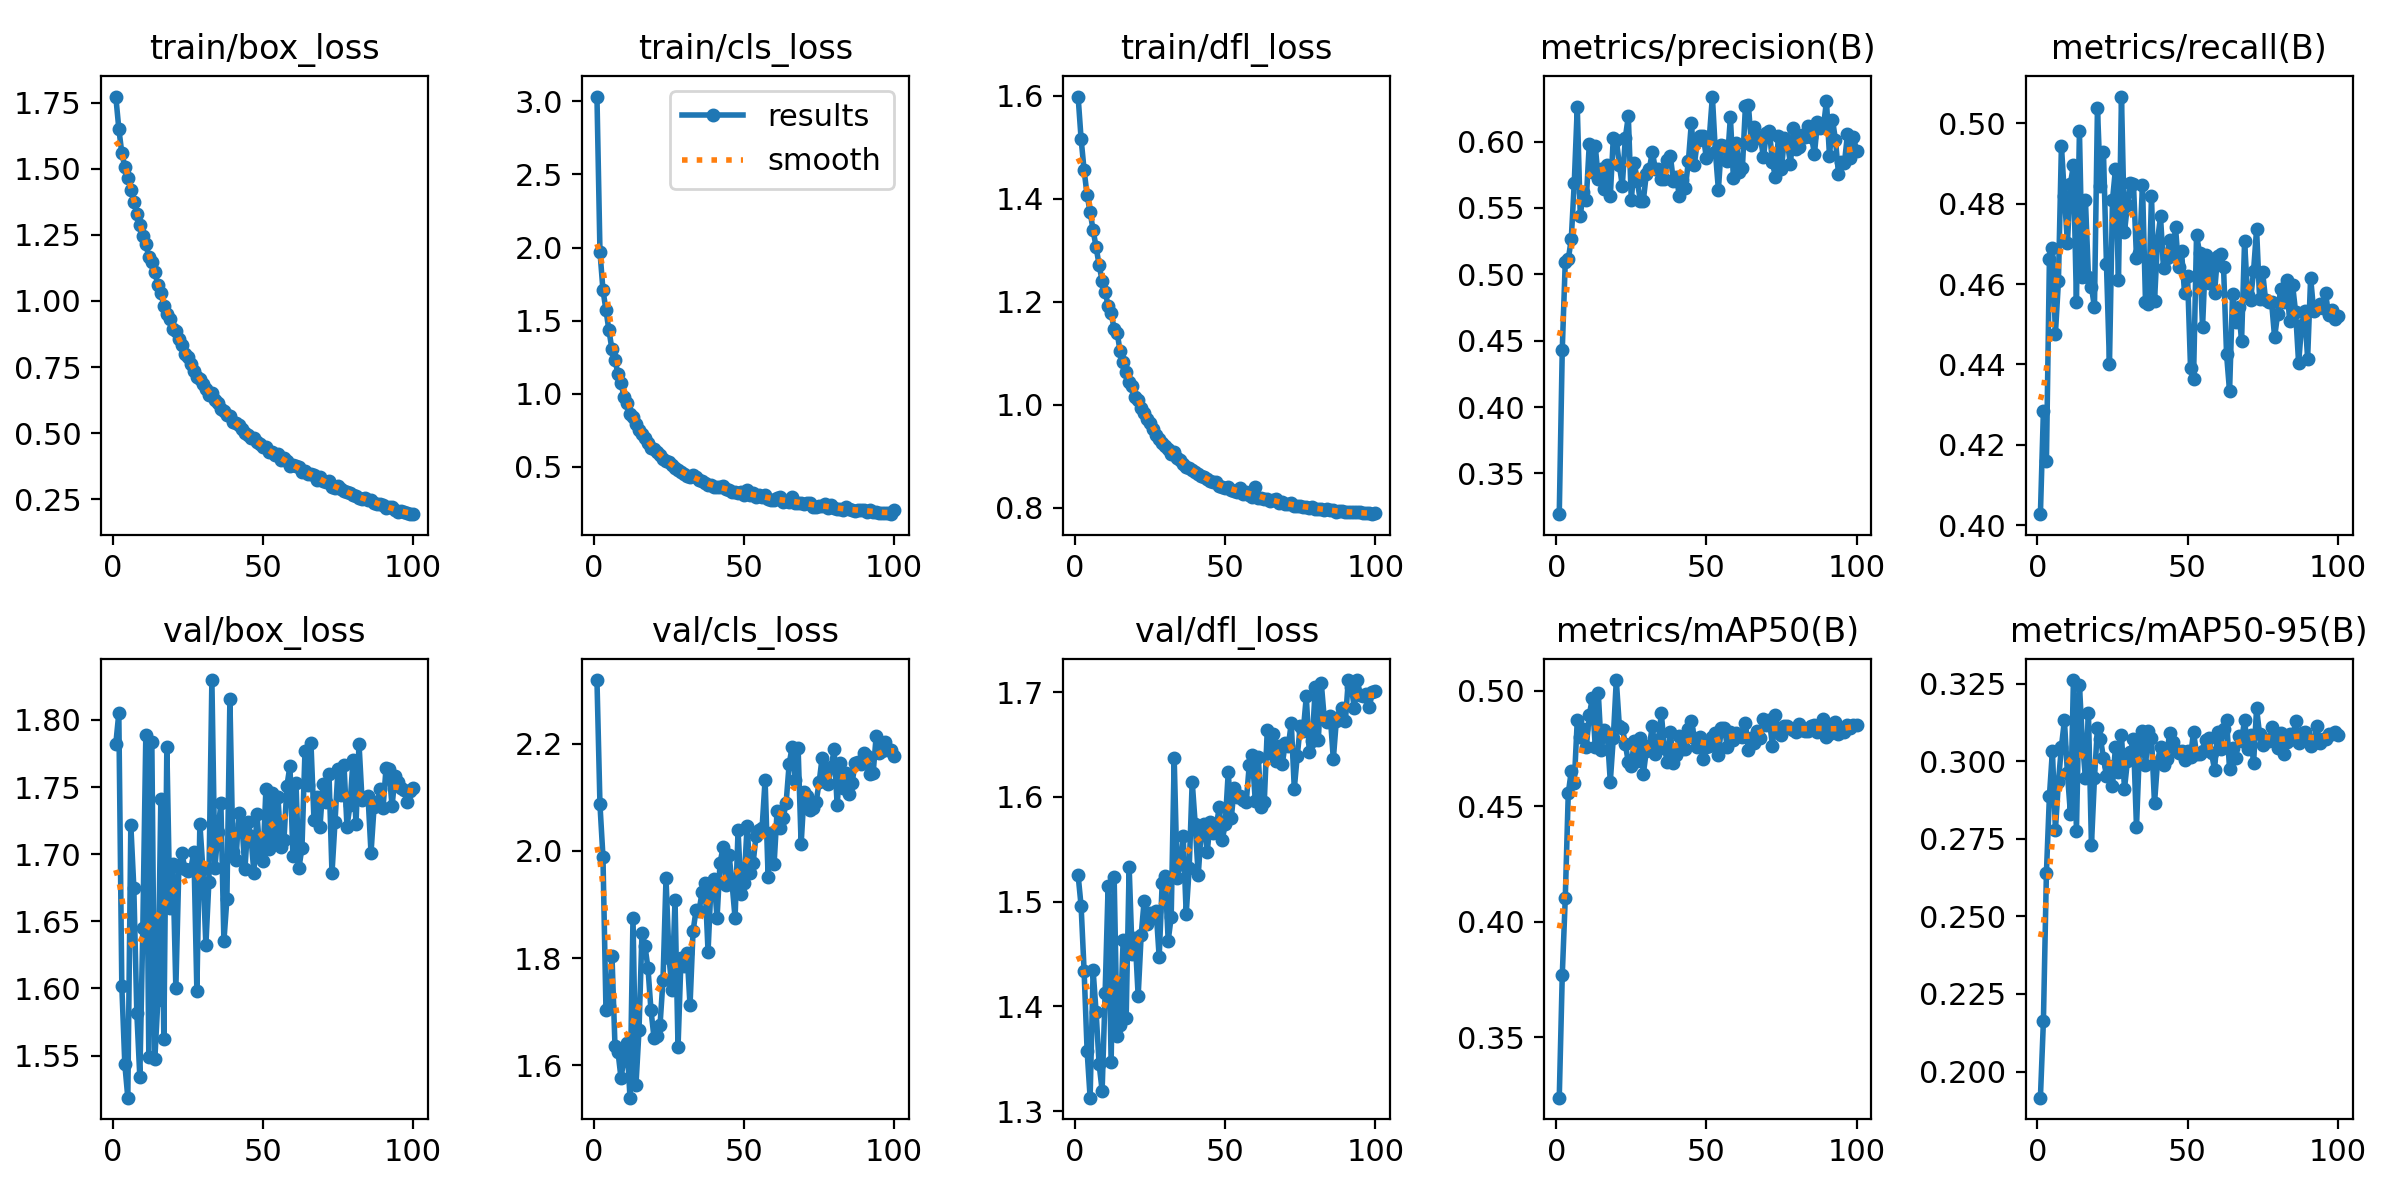 train/box_loss
1.75
1.50
1.25
1.00
0.75
0.50
0.25
0 50 100
train/cls_loss
results
smooth
3.0
2.5
2.0
1.5
1.0
0.5
0 50 100
train/dfl_loss
1.6
1.4
1.2
1.0
0.8
0 50 100
metrics/precision(B)
0.60
0.55
0.50
0.45
0.40
0.35
0 50 100
metrics/recall(B)
0.50
0.48
0.46
0.44
0.42
0.40
0 50 100
val/box_loss
1.80
1.75
1.70
1.65
1.60
1.55
0 50 100
val/cls_loss
2.2
2.0
1.8
1.6
0 50 100
val/dfl_loss
1.7
1.6
1.5
1.4
1.3
0 50 100
metrics/mAP50(B)
0.50
0.45
0.40
0.35
0 50 100
metrics/mAP50-95(B)
0.325
0.300
0.275
0.250
0.225
0.200
0 50 100